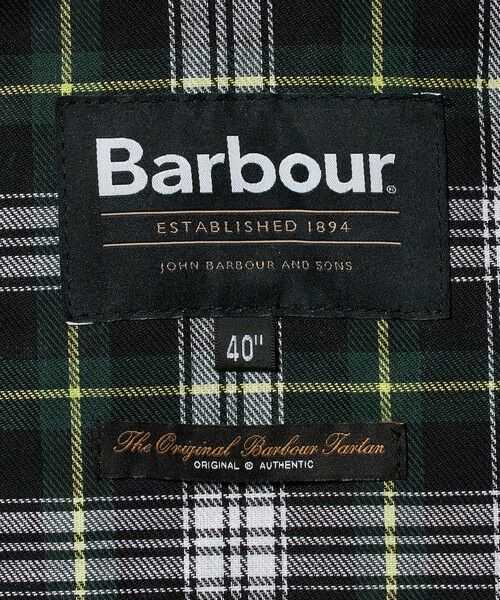 Barbour®
ESTABLISHED 1894
JOHN BARBOUR AND SONS
40"
The Original Barbour Tartan
ORIGINAL ® AUTHENTIC